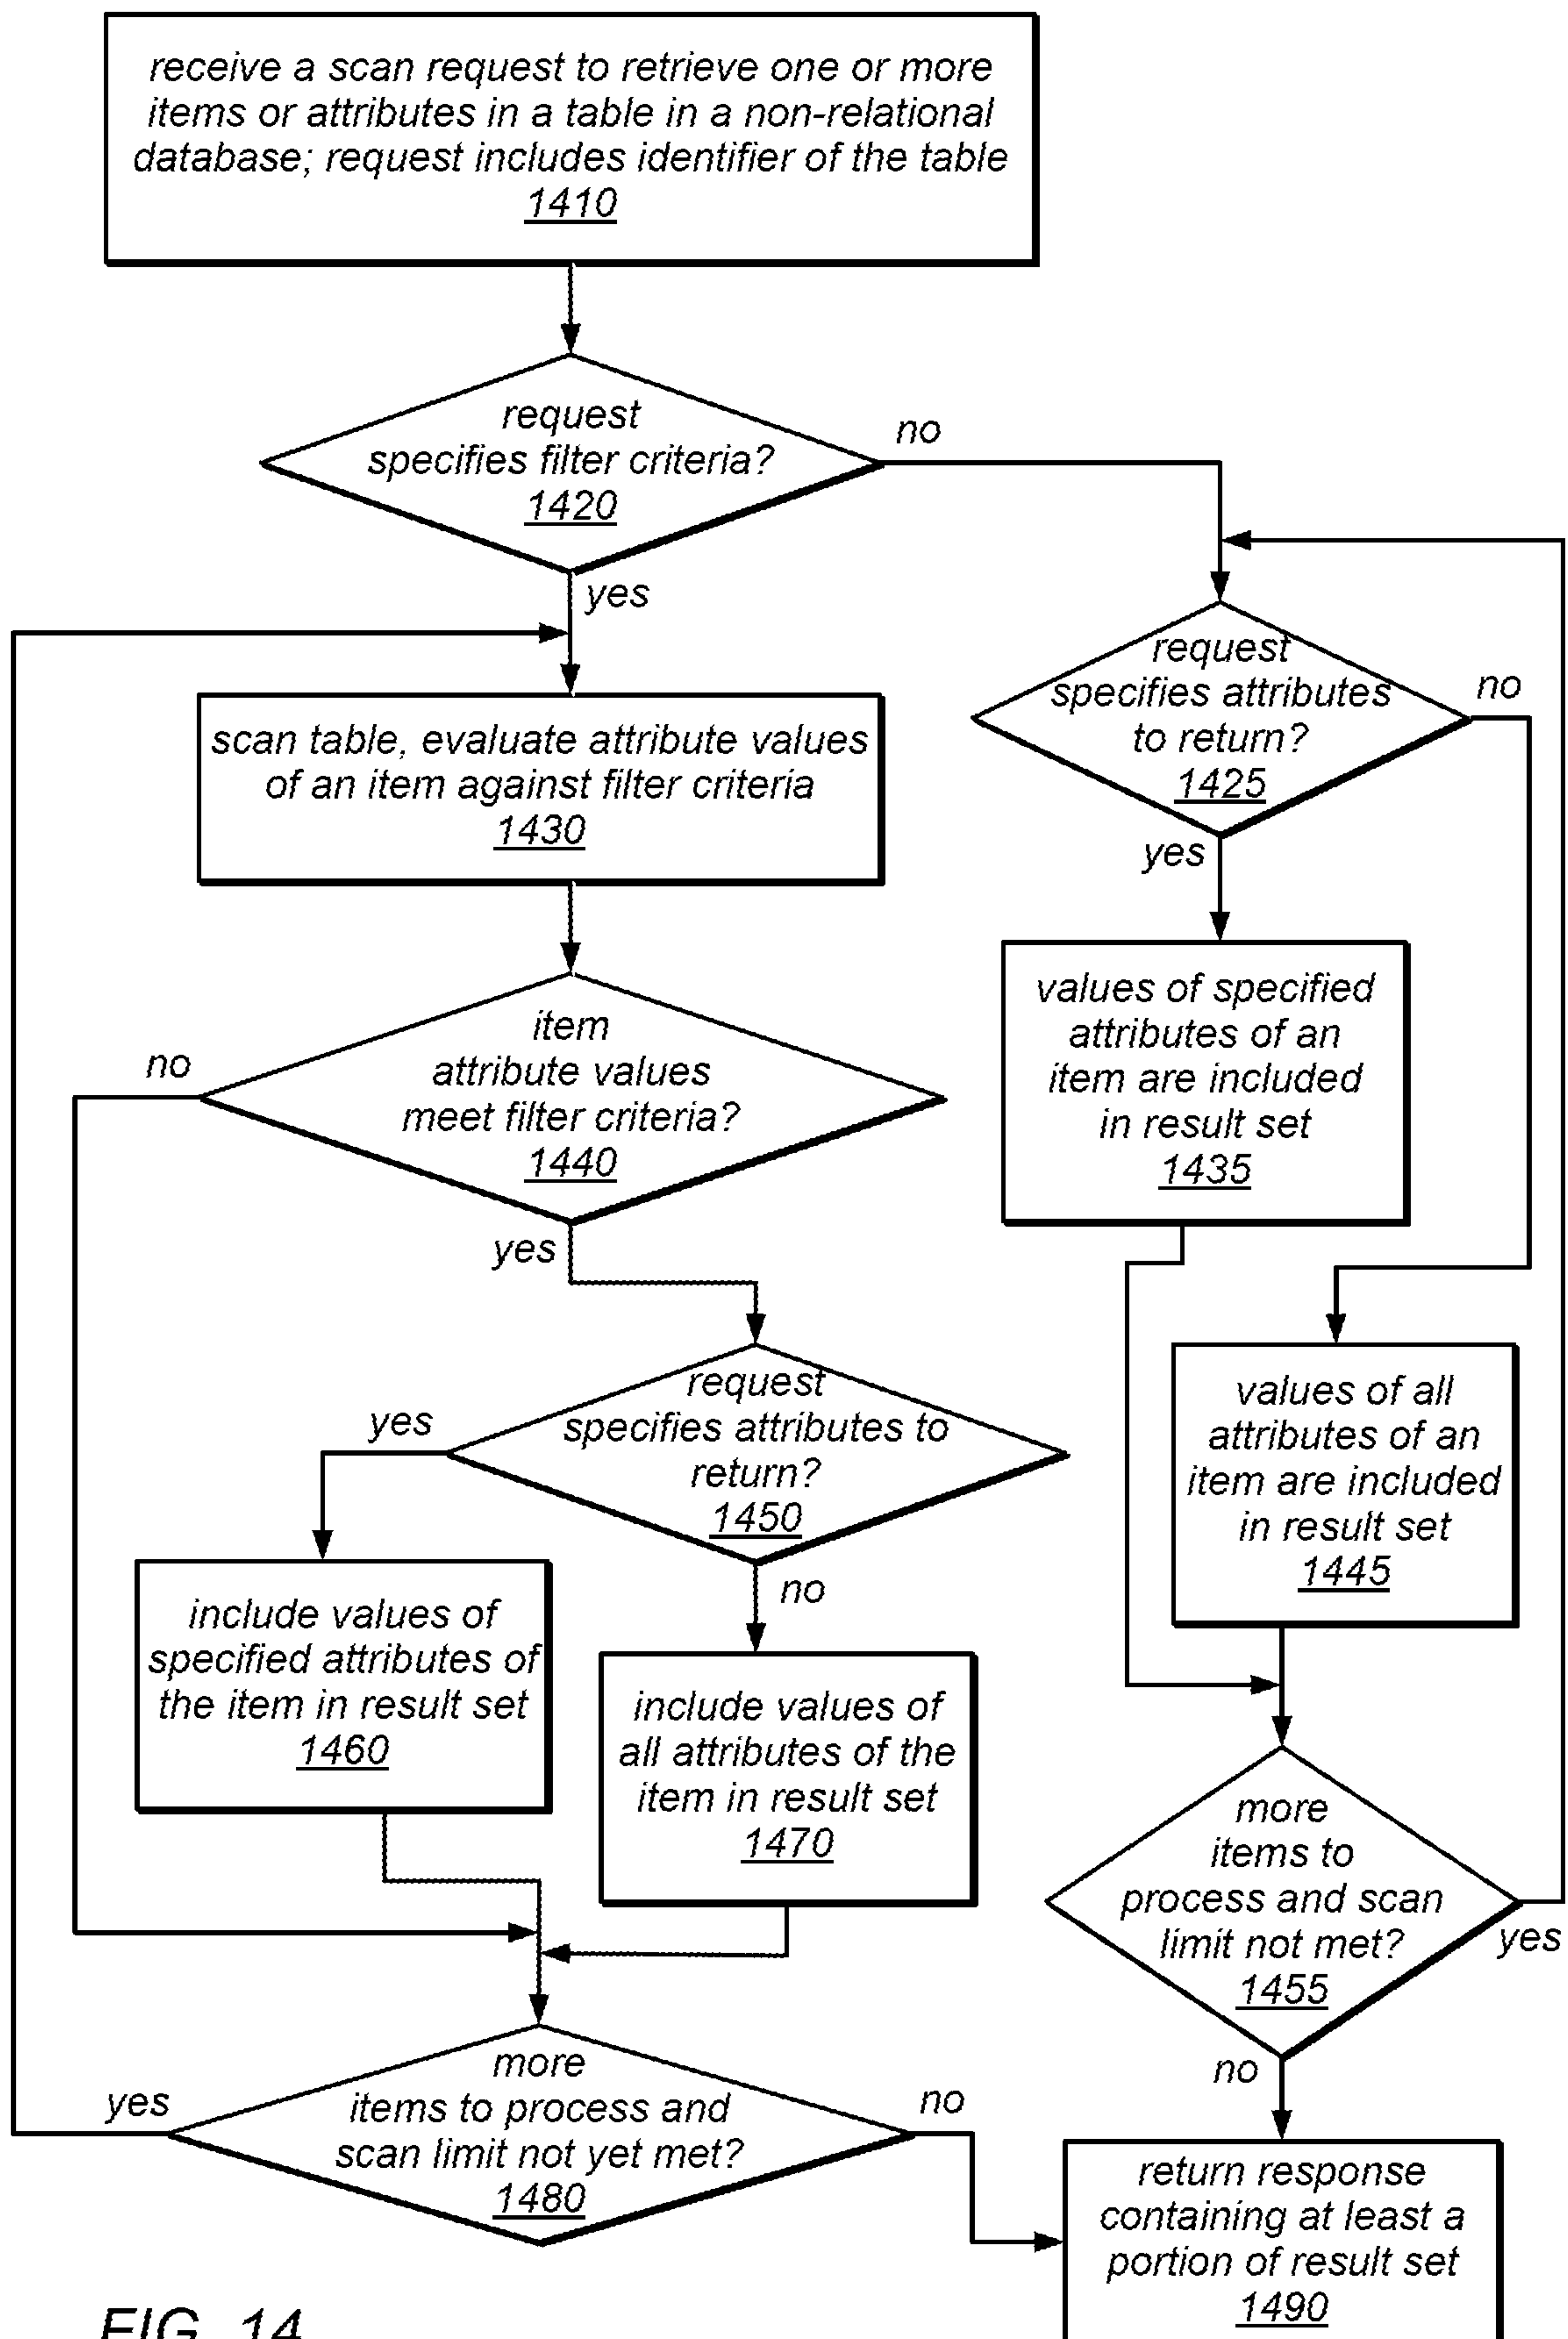 receive a scan request to retrieve one or more
items or attributes in a table in a non-relational
database; request includes identifier of the table
1410
request
specifies filter criteria?
1420
no
yes
request
specifies attributes
to return?
1425
no
yes
scan table, evaluate attribute values
of an item against filter criteria
1430
values of specified
attributes of an
item are included
in result set
1435
item
attribute values
meet filter criteria?
1440
no
yes
request
specifies attributes to
return?
1450
yes
no
values of all
attributes of an
item are included
in result set
1445
include values of
specified attributes of
the item in result set
1460
include values of
all attributes of the
item in result set
1470
more
items to
process and scan
limit not met?
1455
yes
no
more
items to process and
scan limit not yet met?
1480
yes
no
return response
containing at least a
portion of result set
1490
FIG. 14